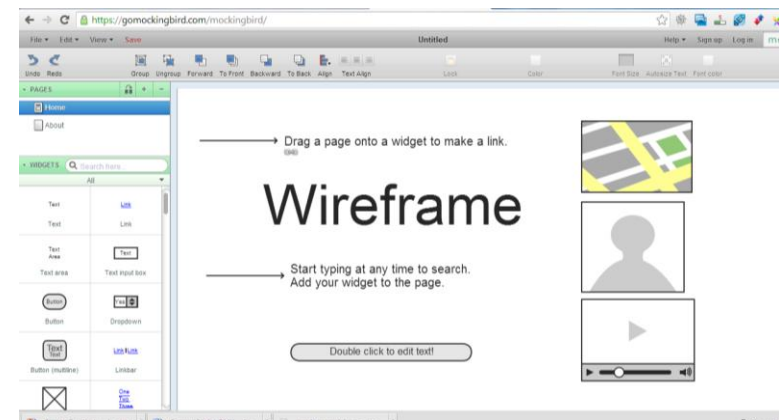 https://gomockingbird.com/mockingbird/
File Edit View Save Untitled Help Sign up Log in
Undo Redo Group Ungroup Forward To Front Backward To Back Align Text Align Lock Color Font Size Autosize Text Font color
PAGES + -
Home
About
WIDGETS Search here...
All
Text Link
Text Link
Text
Area
Text
Text area Text input box
Button Yes
Button Dropdown
Text
Text
Link Link
Button (multiline) Linkbar
One
Two
Three
Drag a page onto a widget to make a link.
Wireframe
Start typing at any time to search.
Add your widget to the page.
Double click to edit text!